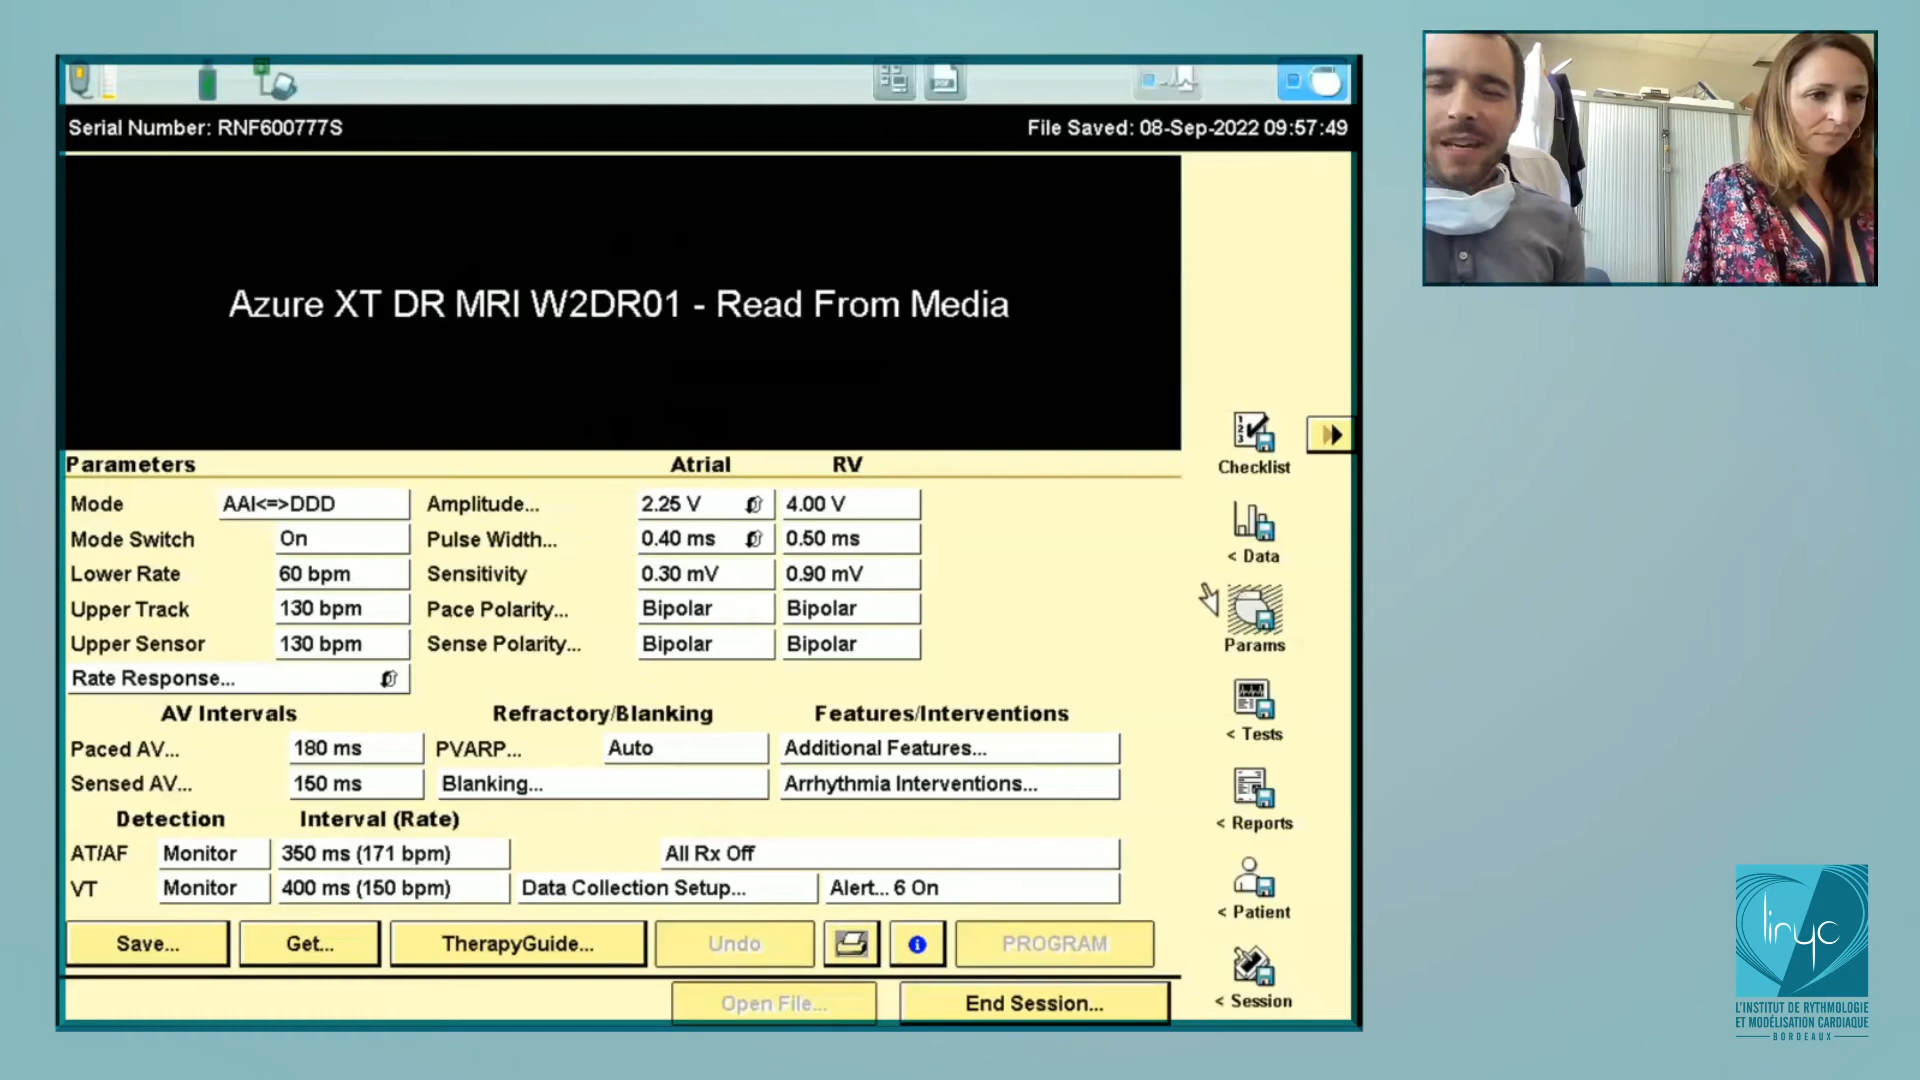 Serial Number: RNF600777S
File Saved: 08-Sep-2022 09:57:49
Azure XT DR MRI W2DR01 - Read From Media
Parameters Atrial RV
Mode AAI<=>DDD Amplitude... 2.25 V 4.00 V
Mode Switch On Pulse Width... 0.40 ms 0.50 ms
Lower Rate 60 bpm Sensitivity 0.30 mV 0.90 mV
Upper Track 130 bpm Pace Polarity... Bipolar Bipolar
Upper Sensor 130 bpm Sense Polarity... Bipolar Bipolar
Rate Response...
AV Intervals Refractory/Blanking Features/Interventions
Paced AV... 180 ms PVARP... Auto Additional Features...
Sensed AV... 150 ms Blanking... Arrhythmia Interventions...
Detection Interval (Rate)
AT/AF Monitor 350 ms (171 bpm) All Rx Off
VT Monitor 400 ms (150 bpm) Data Collection Setup... Alert... 6 On
Save... Get... TherapyGuide... Undo PROGRAM
Open File... End Session...
Checklist
< Data
Params
< Tests
< Reports
< Patient
< Session
liryc
L'INSTITUT DE RYTHMOLOGIE
ET MODÉLISATION CARDIAQUE
BORDEAUX